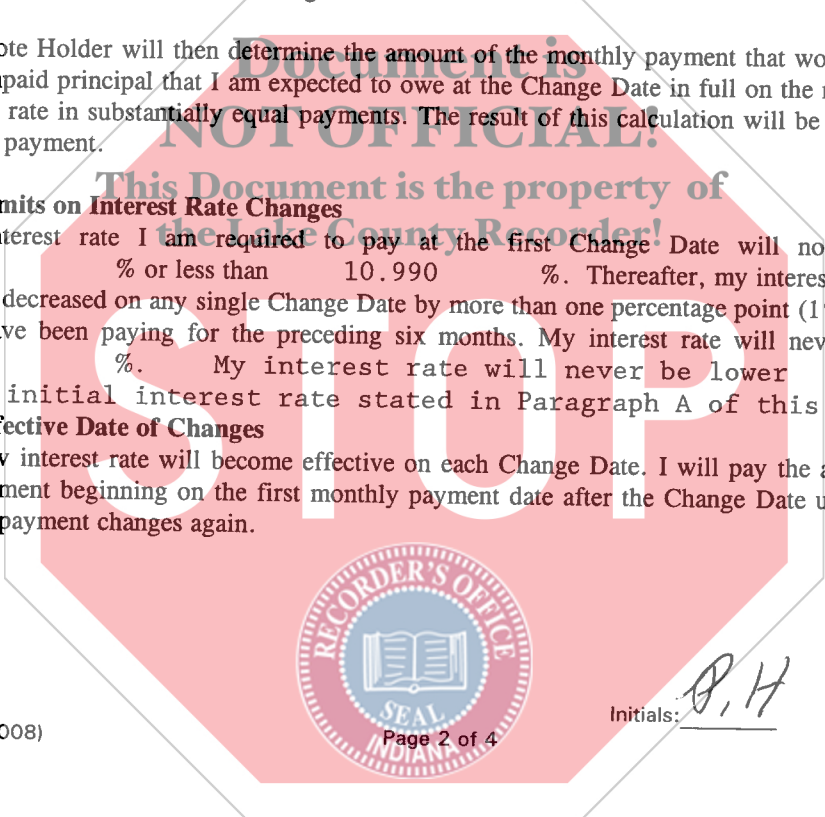 ote Holder will then determine the amount of the monthly payment that wo
npaid principal that I am expected to owe at the Change Date in full on the
rate in substantially equal payments. The result of this calculation will be
payment.
Document is
NOT OFFICIAL!
This Document is the property of
the Lake County Recorder!
mits on Interest Rate Changes
nterest rate I am required to pay at the first Change Date will no
% or less than 10.990 %. Thereafter, my interes
decreased on any single Change Date by more than one percentage point (1
ve been paying for the preceding six months. My interest rate will nev
%. My interest rate will never be lower
initial interest rate stated in Paragraph A of this
fective Date of Changes
interest rate will become effective on each Change Date. I will pay the a
ment beginning on the first monthly payment date after the Change Date u
payment changes again.
STOP
RECORDER'S OFFICE
SEAL
INDIANA
Initials: P. H
008)
Page 2 of 4